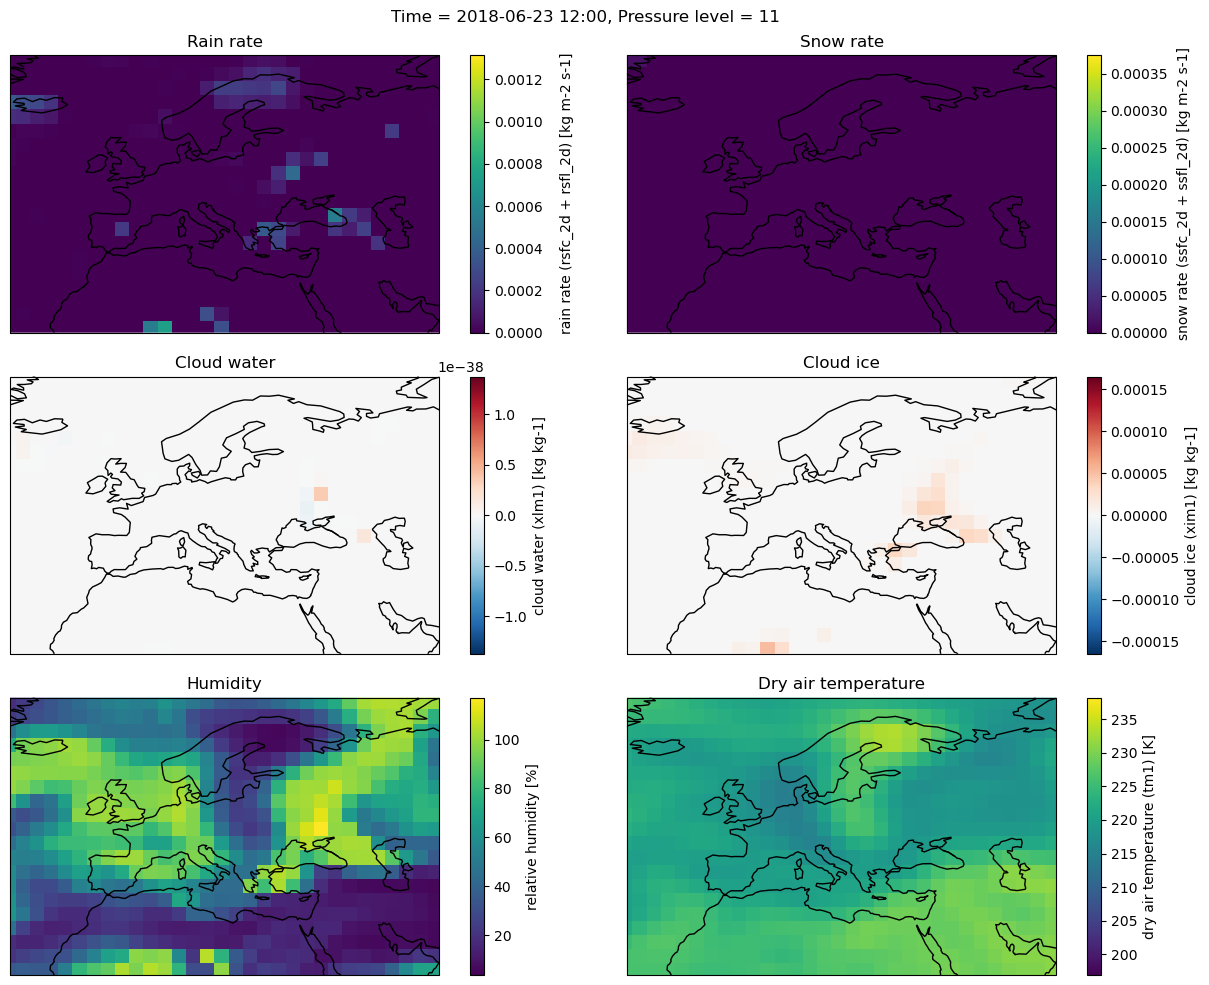 Time = 2018-06-23 12:00, Pressure level = 11
Rain rate
0.0012
0.0010
0.0008
0.0006
0.0004
0.0002
0.0000
rain rate (rsfc_2d + rsfl_2d) [kg m-2 s-1]
Snow rate
0.00035
0.00030
0.00025
0.00020
0.00015
0.00010
0.00005
0.00000
snow rate (ssfc_2d + ssfl_2d) [kg m-2 s-1]
Cloud water
1e−38
1.0
0.5
0.0
−0.5
−1.0
cloud water (xlm1) [kg kg-1]
Cloud ice
0.00015
0.00010
0.00005
0.00000
−0.00005
−0.00010
−0.00015
cloud ice (xim1) [kg kg-1]
Humidity
100
80
60
40
20
relative humidity [%]
Dry air temperature
235
230
225
220
215
210
205
200
dry air temperature (tm1) [K]